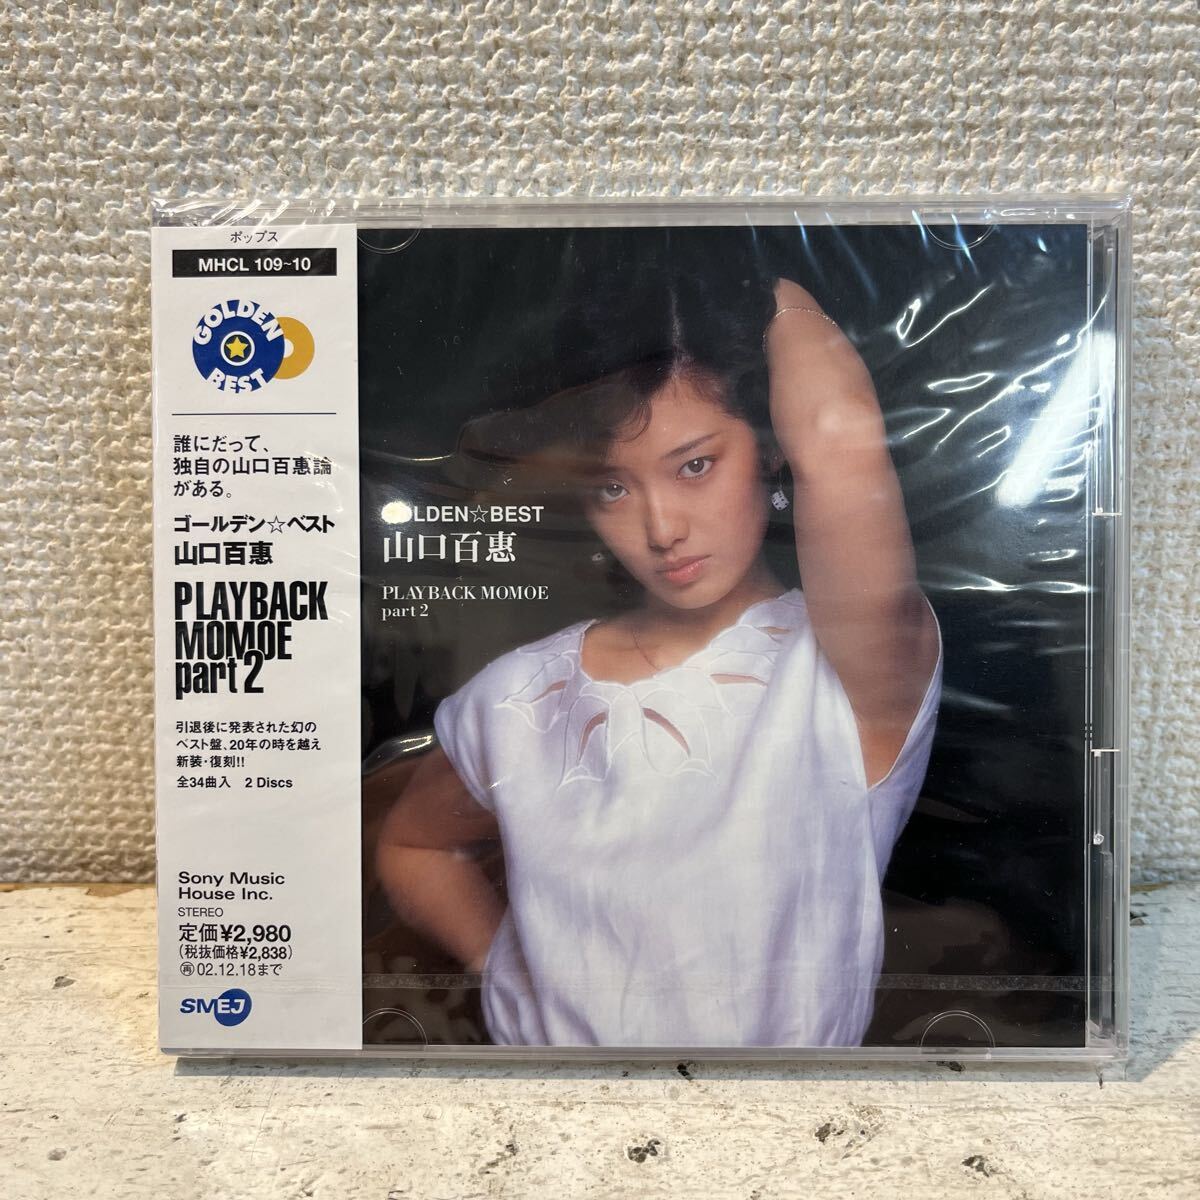 ポップス
MHCL 109~10
GOLDEN
BEST
誰にだって、
独自の山口百惠論
がある。
ゴールデン☆ベスト
山口百惠
PLAYBACK
MOMOE
part 2
引退後に発表された幻の
ベスト盤、20年の時を越え
新装・復刻!!
全34曲入 2 Discs
Sony Music
House Inc.
STEREO
定価¥2,980
(税抜価格¥2,838)
再 02.12.18まで
SMEJ
GOLDEN☆BEST
山口百惠
PLAYBACK MOMOE
part 2